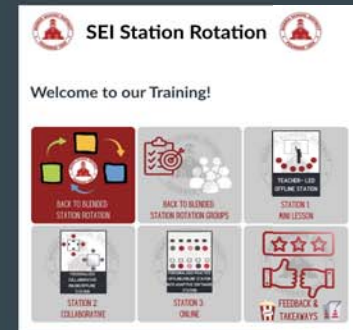 SEI Station Rotation
Welcome to our Training!
BACK TO BLENDED
STATION ROTATION
BACK TO BLENDED
STATION ROTATION GROUPS
TEACHER-LED
OFFLINE STATION
STATION 1
MINI LESSON
STATION 2
COLLABORATIVE
STATION 3
ONLINE
FEEDBACK &
TAKEAWAYS